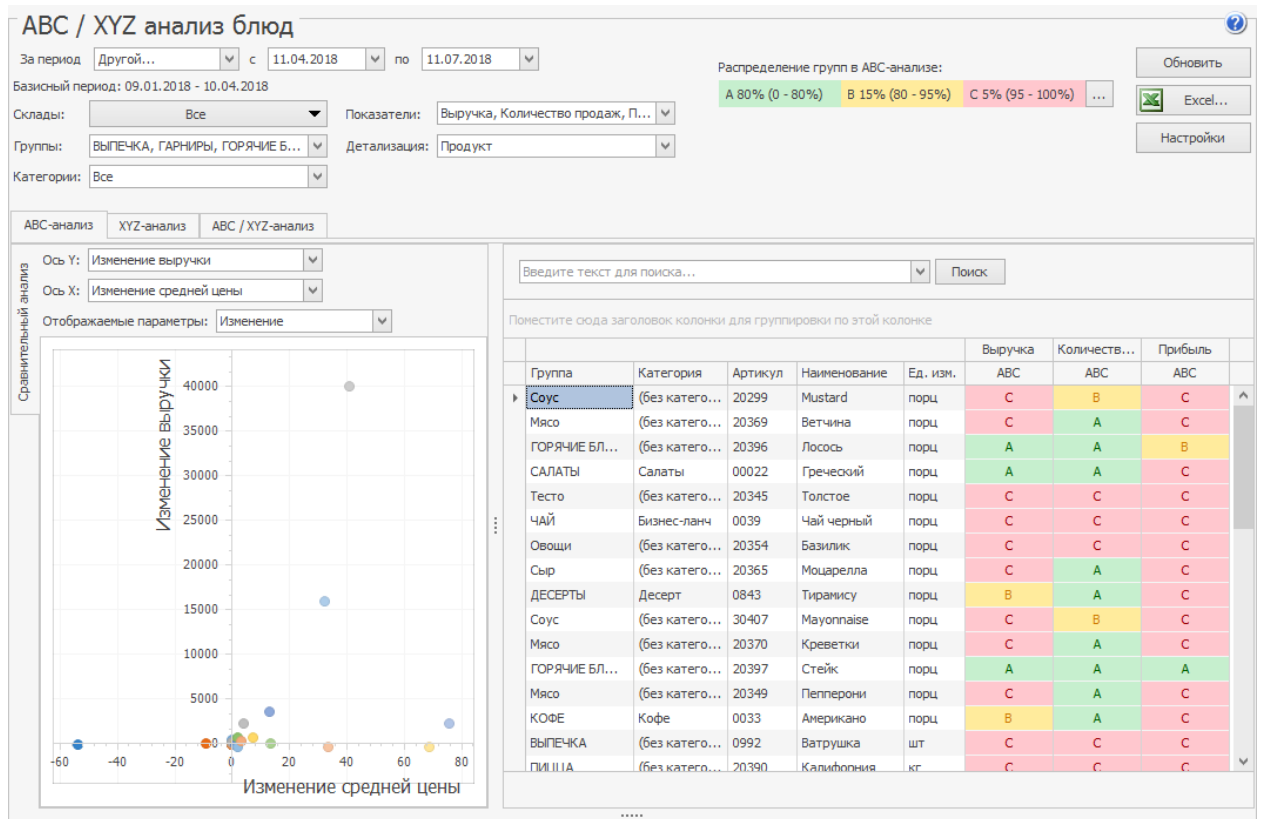 ABC / XYZ анализ блюд
За период Другой... с 11.04.2018 по 11.07.2018
Базисный период: 09.01.2018 - 10.04.2018
Склады: Все Показатели: Выручка, Количество продаж, П...
Группы: ВЫПЕЧКА, ГАРНИРЫ, ГОРЯЧИЕ Б... Детализация: Продукт
Категории: Все
Распределение групп в ABC-анализе:
A 80% (0 - 80%) B 15% (80 - 95%) C 5% (95 - 100%) ...
Обновить
Excel...
Настройки
ABC-анализ XYZ-анализ ABC / XYZ-анализ
Сравнительный анализ
Ось Y: Изменение выручки
Ось X: Изменение средней цены
Отображаемые параметры: Изменение
Изменение выручки
40000
35000
30000
25000
20000
15000
10000
5000
0
-60 -40 -20 0 20 40 60 80
Изменение средней цены
Введите текст для поиска... Поиск
Поместите сюда заголовок колонки для группировки по этой колонке
Выручка Количеств... Прибыль
Группа Категория Артикул Наименование Ед. изм. ABC ABC ABC
Соус (без катего... 20299 Mustard порц C B C
Мясо (без катего... 20369 Ветчина порц C A C
ГОРЯЧИЕ БЛ... (без катего... 20396 Лосось порц A A B
САЛАТЫ Салаты 00022 Греческий порц A A C
Тесто (без катего... 20345 Толстое порц C C C
ЧАЙ Бизнес-ланч 0039 Чай черный порц C C C
Овощи (без катего... 20354 Базилик порц C C C
Сыр (без катего... 20365 Моцарелла порц C A C
ДЕСЕРТЫ Десерт 0843 Тирамису порц B A C
Соус (без катего... 30407 Mayonnaise порц C B C
Мясо (без катего... 20370 Креветки порц C A C
ГОРЯЧИЕ БЛ... (без катего... 20397 Стейк порц A A A
Мясо (без катего... 20349 Пепперони порц C A C
КОФЕ Кофе 0033 Американо порц B A C
ВЫПЕЧКА (без катего... 0992 Ватрушка шт C C C
ПИЦЦА (без катего... 20390 Калифорния кг C C C